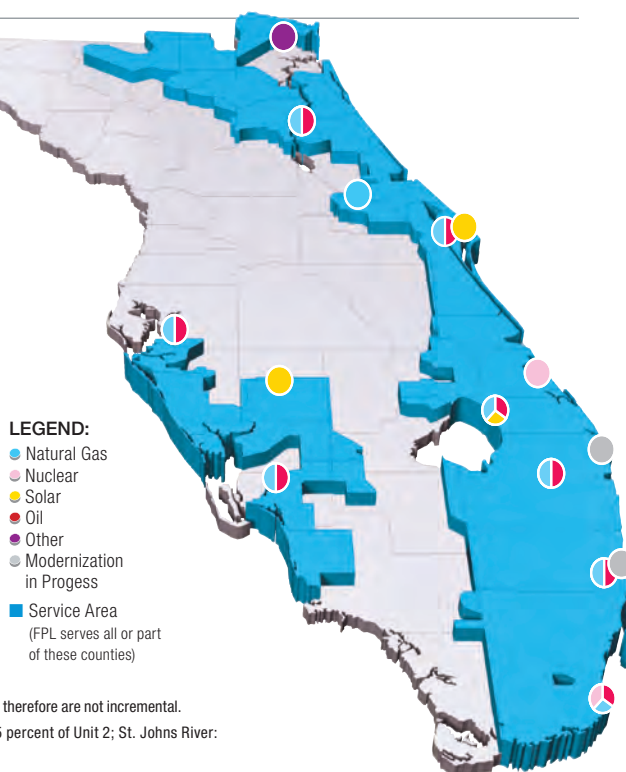 LEGEND:
Natural Gas
Nuclear
Solar
Oil
Other
Modernization
in Progess
Service Area
(FPL serves all or part
of these counties)
therefore are not incremental.
percent of Unit 2; St. Johns River: